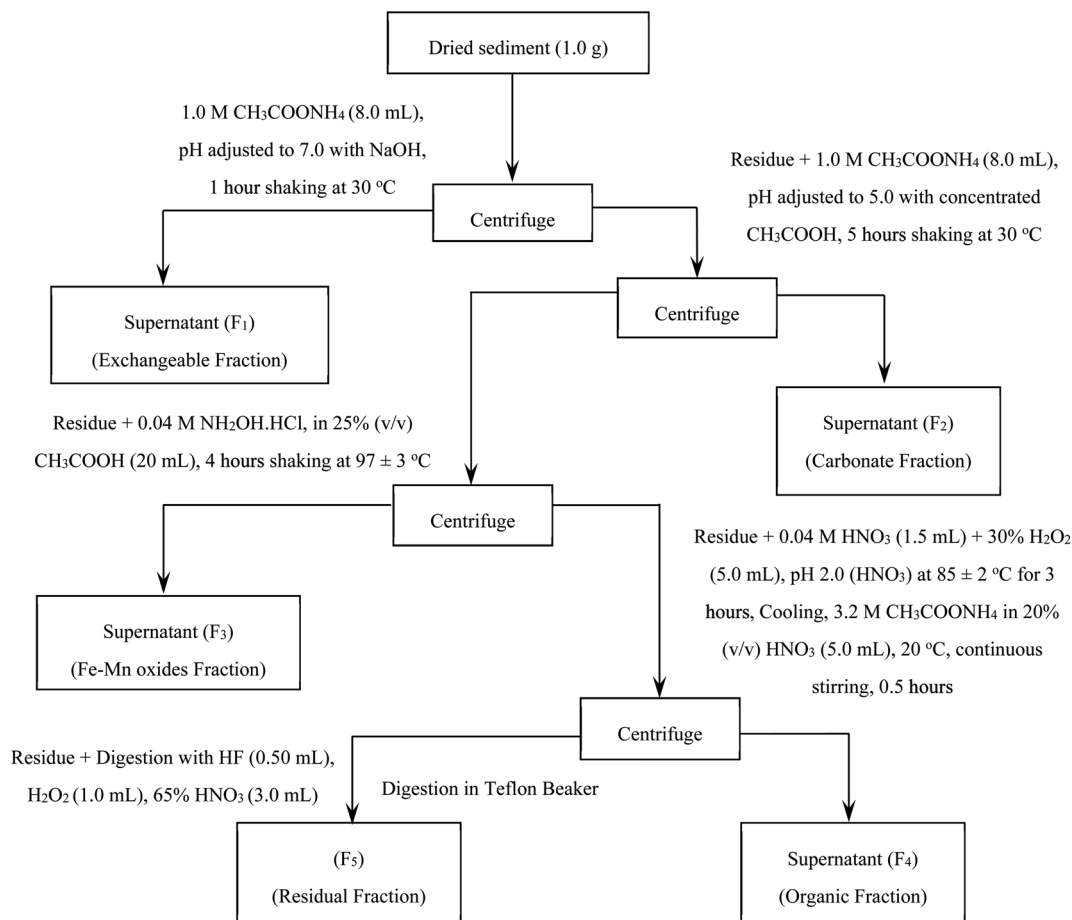 Dried sediment (1.0 g)
1.0 M CH₃COONH₄ (8.0 mL),
pH adjusted to 7.0 with NaOH,
1 hour shaking at 30 ºC
Centrifuge
Residue + 1.0 M CH₃COONH₄ (8.0 mL),
pH adjusted to 5.0 with concentrated
CH₃COOH, 5 hours shaking at 30 ºC
Supernatant (F₁)
(Exchangeable Fraction)
Centrifuge
Residue + 0.04 M NH₂OH.HCl, in 25% (v/v)
CH₃COOH (20 mL), 4 hours shaking at 97 ± 3 ºC
Supernatant (F₂)
(Carbonate Fraction)
Centrifuge
Residue + 0.04 M HNO₃ (1.5 mL) + 30% H₂O₂
(5.0 mL), pH 2.0 (HNO₃) at 85 ± 2 ºC for 3
hours, Cooling, 3.2 M CH₃COONH₄ in 20%
(v/v) HNO₃ (5.0 mL), 20 ºC, continuous
stirring, 0.5 hours
Supernatant (F₃)
(Fe-Mn oxides Fraction)
Centrifuge
Residue + Digestion with HF (0.50 mL),
H₂O₂ (1.0 mL), 65% HNO₃ (3.0 mL)
Digestion in Teflon Beaker
(F₅)
(Residual Fraction)
Supernatant (F₄)
(Organic Fraction)